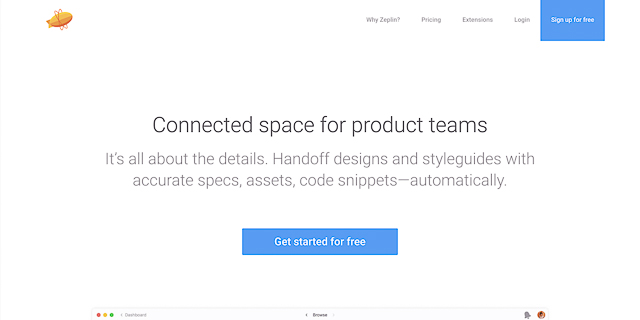 Why Zeplin? Pricing Extensions Login Sign up for free
Connected space for product teams
It's all about the details. Handoff designs and styleguides with
accurate specs, assets, code snippets—automatically.
Get started for free
Dashboard Browse